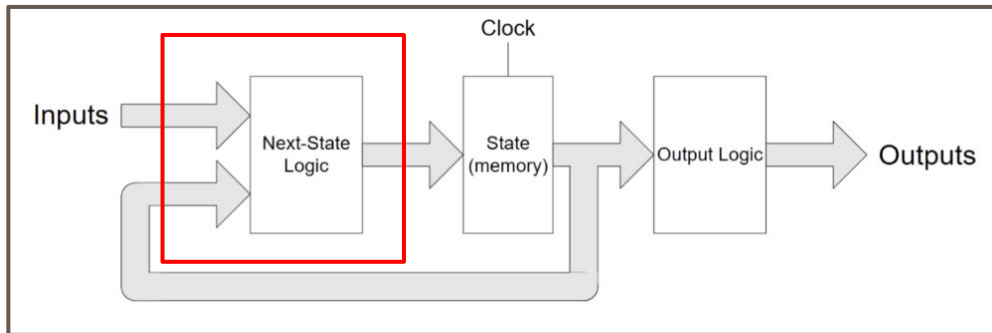 Clock
Inputs
Next-State
Logic
State
(memory)
Output Logic
Outputs